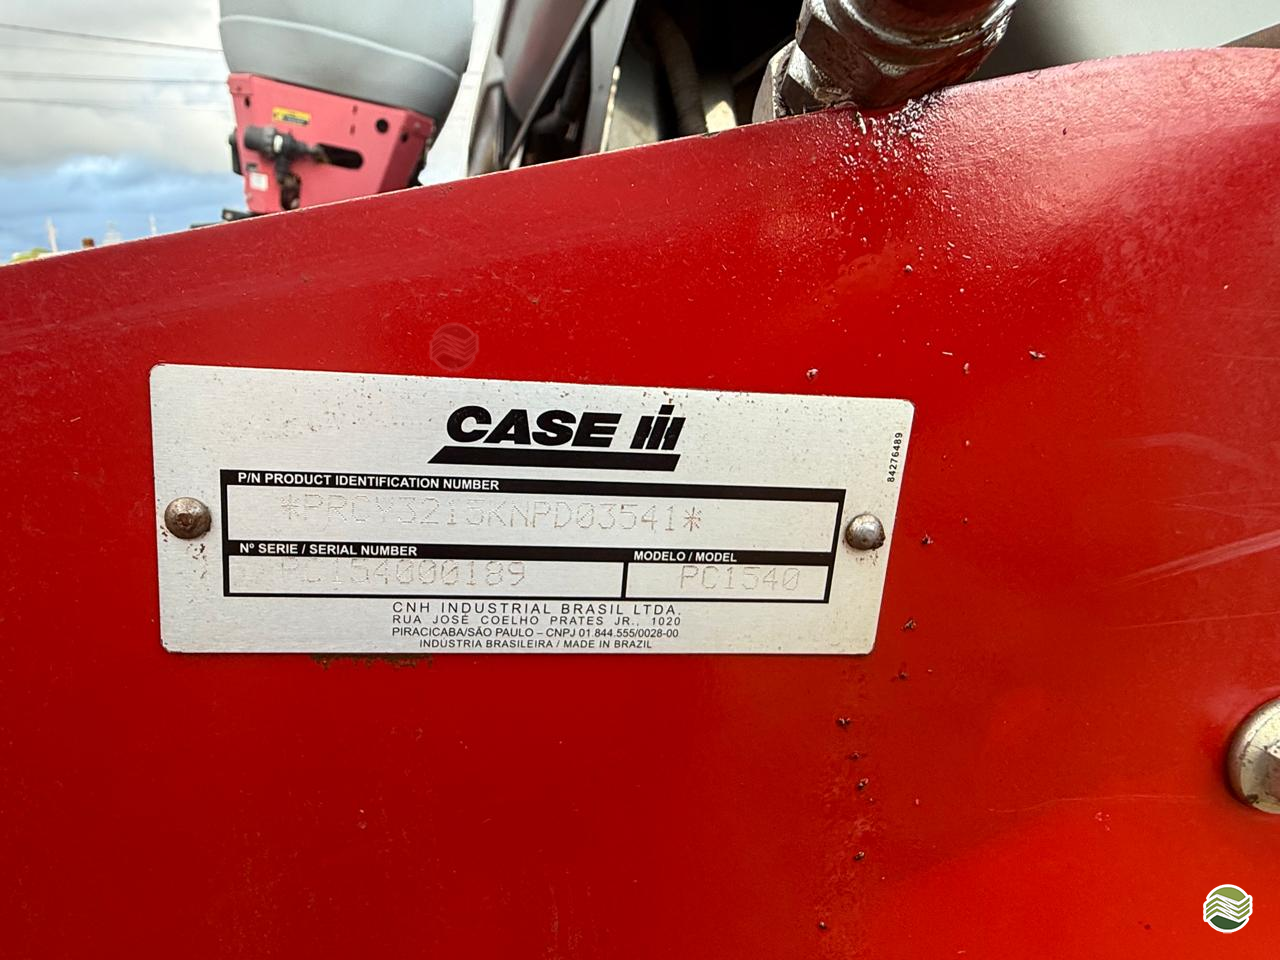 CASE IH
84276489
P/N PRODUCT IDENTIFICATION NUMBER
*PRCY3215KNPD03541*
Nº SERIE / SERIAL NUMBER
MODELO / MODEL
PC154000189
PC1540
CNH INDUSTRIAL BRASIL LTDA.
RUA JOSÉ COELHO PRATES JR., 1020
PIRACICABA/SÃO PAULO – CNPJ 01.844.555/0028-00
INDÚSTRIA BRASILEIRA / MADE IN BRAZIL